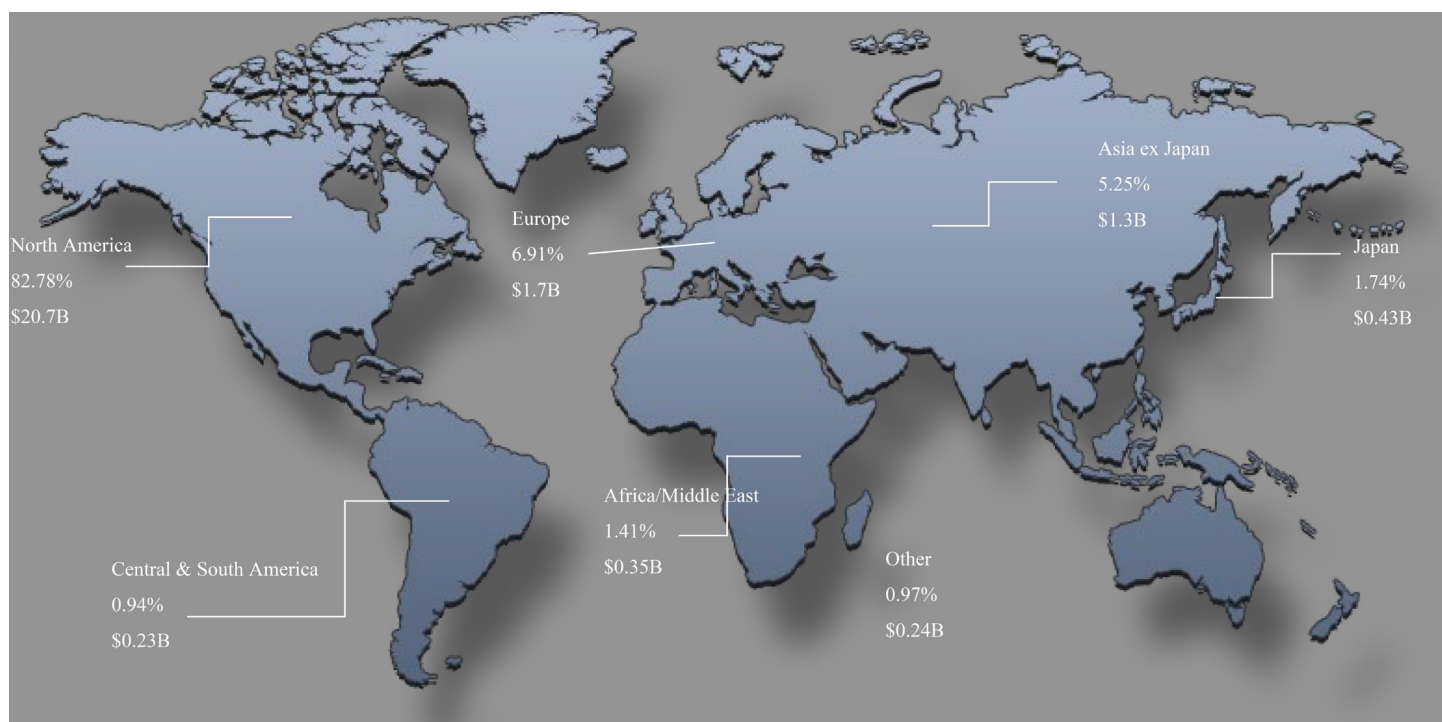 Asia ex Japan
5.25%
$1.3B
Europe
6.91%
$1.7B
North America
82.78%
$20.7B
Japan
1.74%
$0.43B
Africa/Middle East
1.41%
$0.35B
Other
0.97%
$0.24B
Central & South America
0.94%
$0.23B